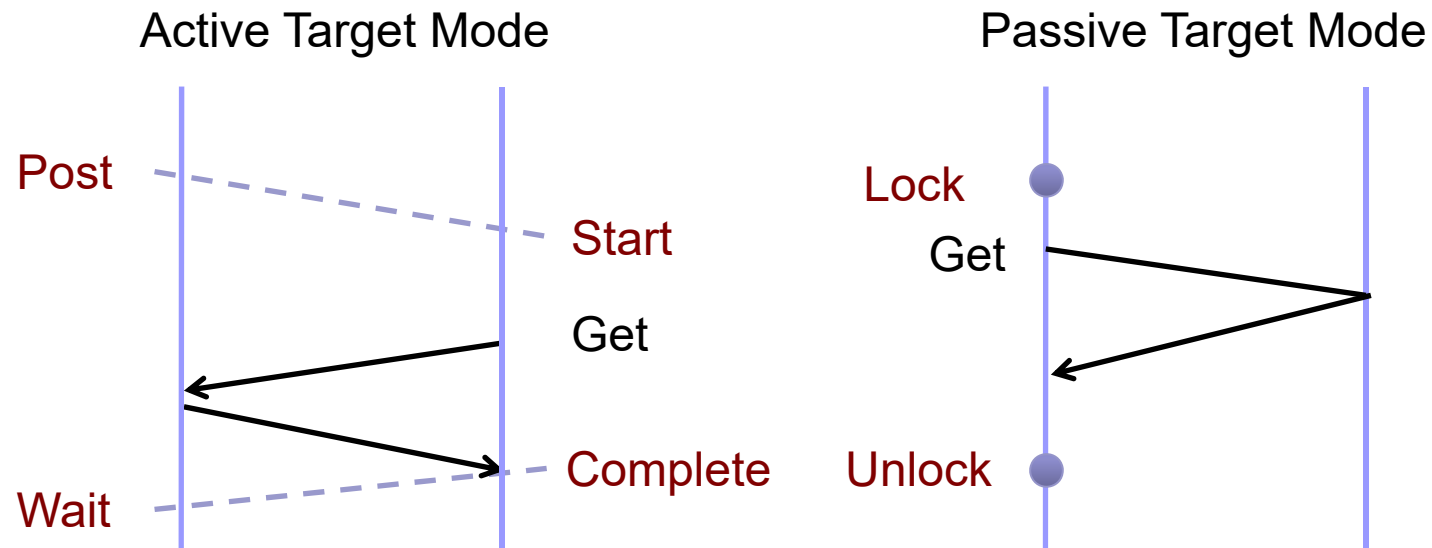 Active Target Mode
Post
Start
Get
Complete
Wait
Passive Target Mode
Lock
Get
Unlock